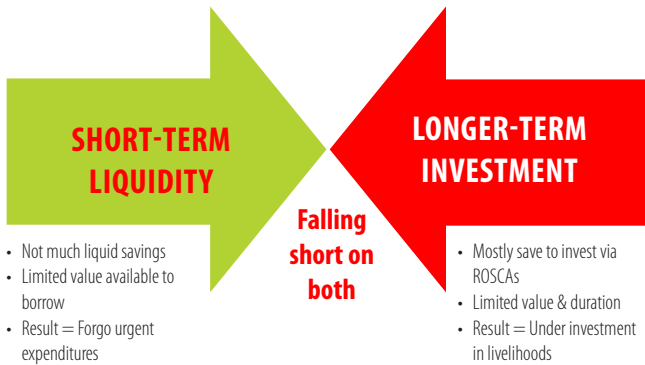 SHORT-TERM
LIQUIDITY
LONGER-TERM
INVESTMENT
Falling
short on
both
• Not much liquid savings
• Limited value available to
borrow
• Result = Forgo urgent
expenditures
• Mostly save to invest via
ROSCAs
• Limited value & duration
• Result = Under investment
in livelihoods